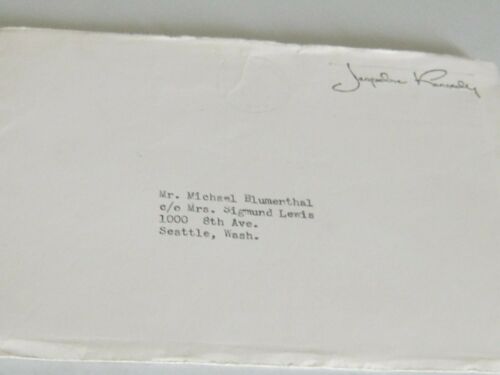 Jacqueline Kennedy
Mr. Michael Blumenthal
c/o Mrs. Sigmund Lewis
1000 8th Ave.
Seattle, Wash.